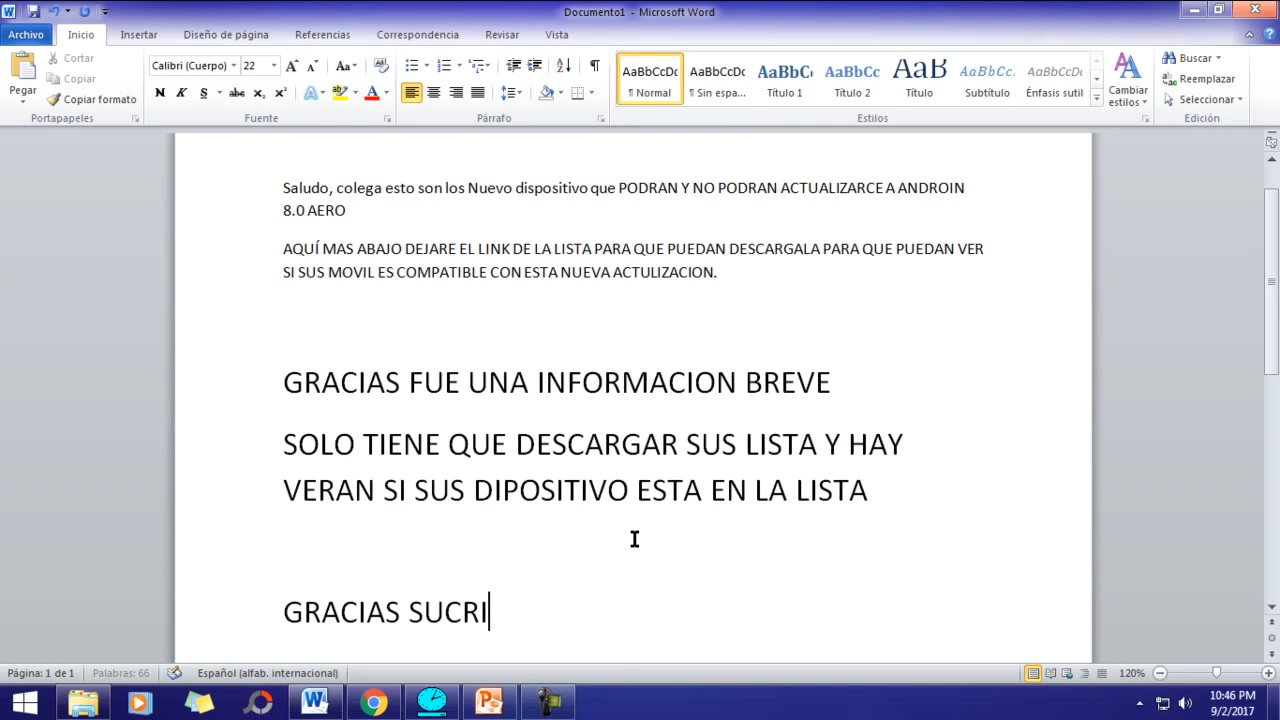 Documento1 - Microsoft Word
Archivo Inicio Insertar Diseño de página Referencias Correspondencia Revisar Vista
Pegar
Cortar
Copiar
Copiar formato
Portapapeles
Calibri (Cuerpo) 22
Aa
N K S abc x₂ x² A ab A
Fuente
Párrafo
AaBbCcDc AaBbCcDc AaBbC AaBbCc AaB AaBbCc. AaBbCcDc
¶ Normal ¶ Sin espa... Título 1 Título 2 Título Subtítulo Énfasis sutil
Estilos
Cambiar
estilos
Buscar
Reemplazar
Seleccionar
Edición
Saludo, colega esto son los Nuevo dispositivo que PODRAN Y NO PODRAN ACTUALIZARCE A ANDROIN
8.0 AERO
AQUÍ MAS ABAJO DEJARE EL LINK DE LA LISTA PARA QUE PUEDAN DESCARGALA PARA QUE PUEDAN VER
SI SUS MOVIL ES COMPATIBLE CON ESTA NUEVA ACTULIZACION.
GRACIAS FUE UNA INFORMACION BREVE
SOLO TIENE QUE DESCARGAR SUS LISTA Y HAY
VERAN SI SUS DIPOSITIVO ESTA EN LA LISTA
GRACIAS SUCRI
Página: 1 de 1 Palabras: 66 Español (alfab. internacional) 120%
10:46 PM
9/2/2017